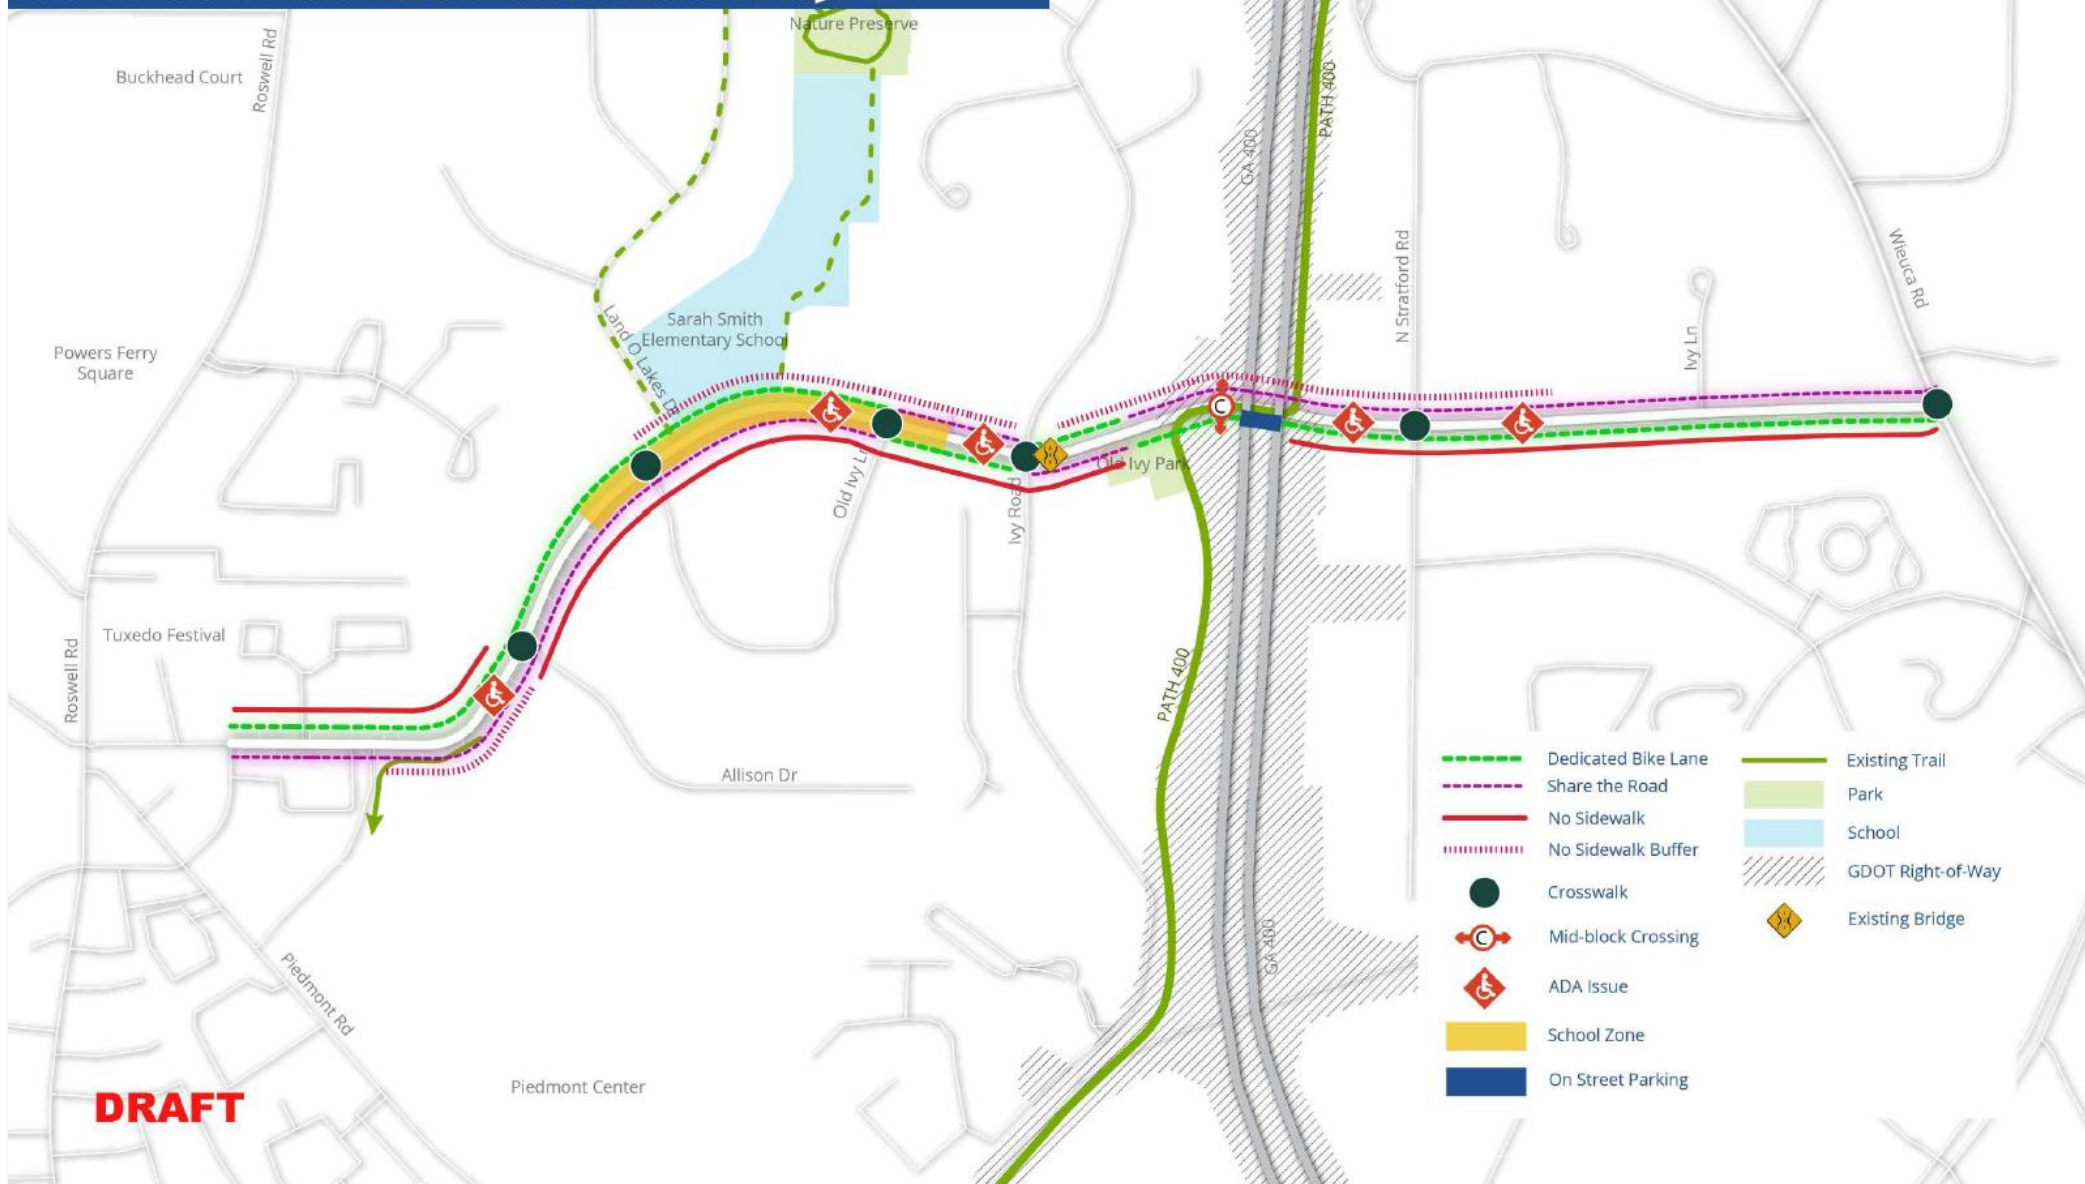 Nature Preserve
Buckhead Court
Roswell Rd
PATH 400
GA 400
N Stratford Rd
Wieuca Rd
Land O Lakes Dr
Sarah Smith
Elementary School
Ivy Ln
Powers Ferry
Square
C
Old Ivy Park
Old Ivy Ln
Ivy Road
Tuxedo Festival
Roswell Rd
PATH 400
Allison Dr
GA 400
Piedmont Rd
Piedmont Center
DRAFT
Dedicated Bike Lane
Share the Road
No Sidewalk
No Sidewalk Buffer
Crosswalk
C
Mid-block Crossing
ADA Issue
School Zone
On Street Parking
Existing Trail
Park
School
GDOT Right-of-Way
Existing Bridge